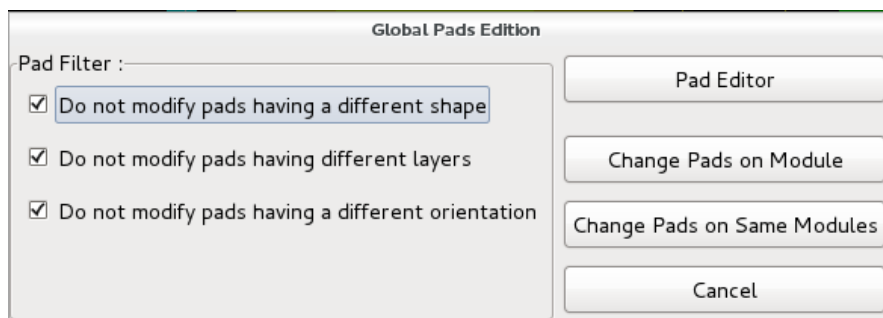 Global Pads Edition
Pad Filter :
Do not modify pads having a different shape
Do not modify pads having different layers
Do not modify pads having a different orientation
Pad Editor
Change Pads on Module
Change Pads on Same Modules
Cancel